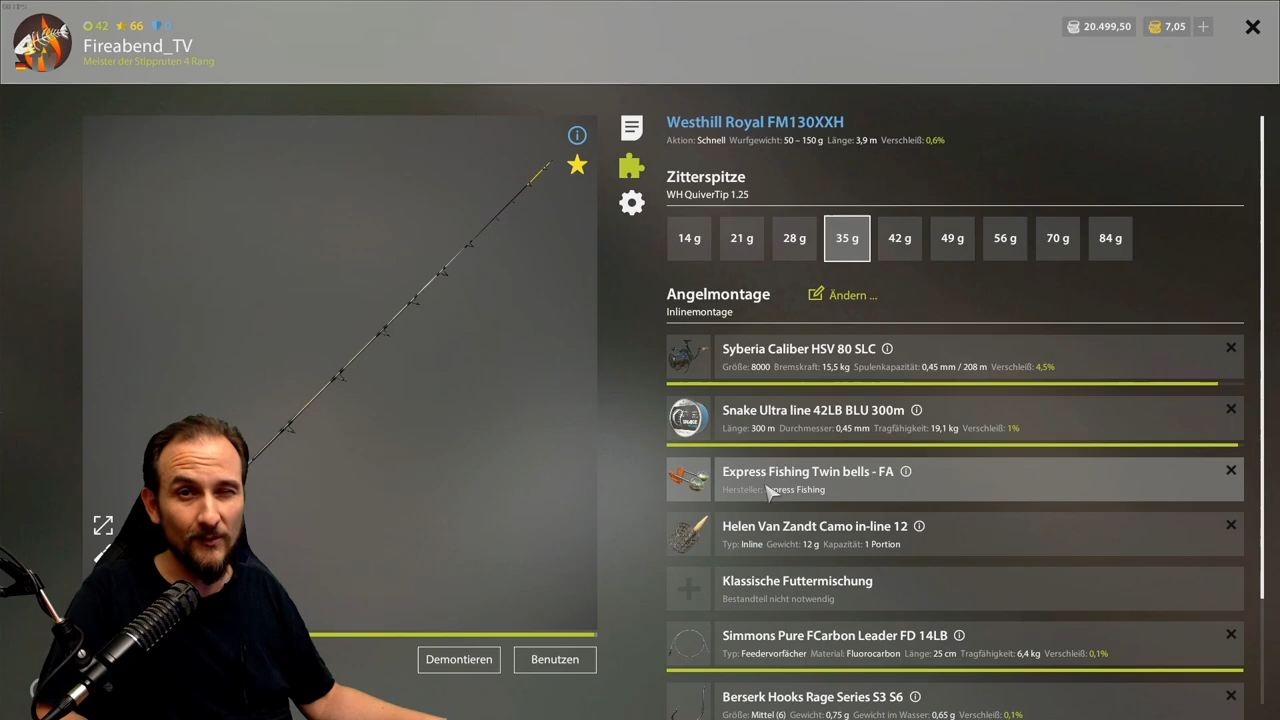 42 66
Fireabend_TV
Meister der Stippruten 4 Rang
20.499,50
7,05
Westhill Royal FM130XXH
Aktion: Schnell Wurfgewicht: 50 – 150 g Länge: 3,9 m Verschleiß: 0,6%
Zitterspitze
WH QuiverTip 1.25
14 g
21 g
28 g
35 g
42 g
49 g
56 g
70 g
84 g
Angelmontage
Ändern ...
Inlinemontage
Syberia Caliber HSV 80 SLC
Größe: 8000 Bremskraft: 15,5 kg Spulenkapazität: 0,45 mm / 208 m Verschleiß: 4,5%
Snake Ultra line 42LB BLU 300m
Länge: 300 m Durchmesser: 0,45 mm Tragfähigkeit: 19,1 kg Verschleiß: 1%
Express Fishing Twin bells - FA
Hersteller: press Fishing
Helen Van Zandt Camo in-line 12
Typ: Inline Gewicht: 12 g Kapazität: 1 Portion
Klassische Futtermischung
Bestandteil nicht notwendig
Simmons Pure FCarbon Leader FD 14LB
Typ: Feedervorfächer Material: Fluorocarbon Länge: 25 cm Tragfähigkeit: 6,4 kg Verschleiß: 0,1%
Berserk Hooks Rage Series S3 S6
Größe: Mittel (6) Gewicht: 0,75 g Gewicht im Wasser: 0,65 g Verschleiß: 0,1%
Demontieren
Benutzen